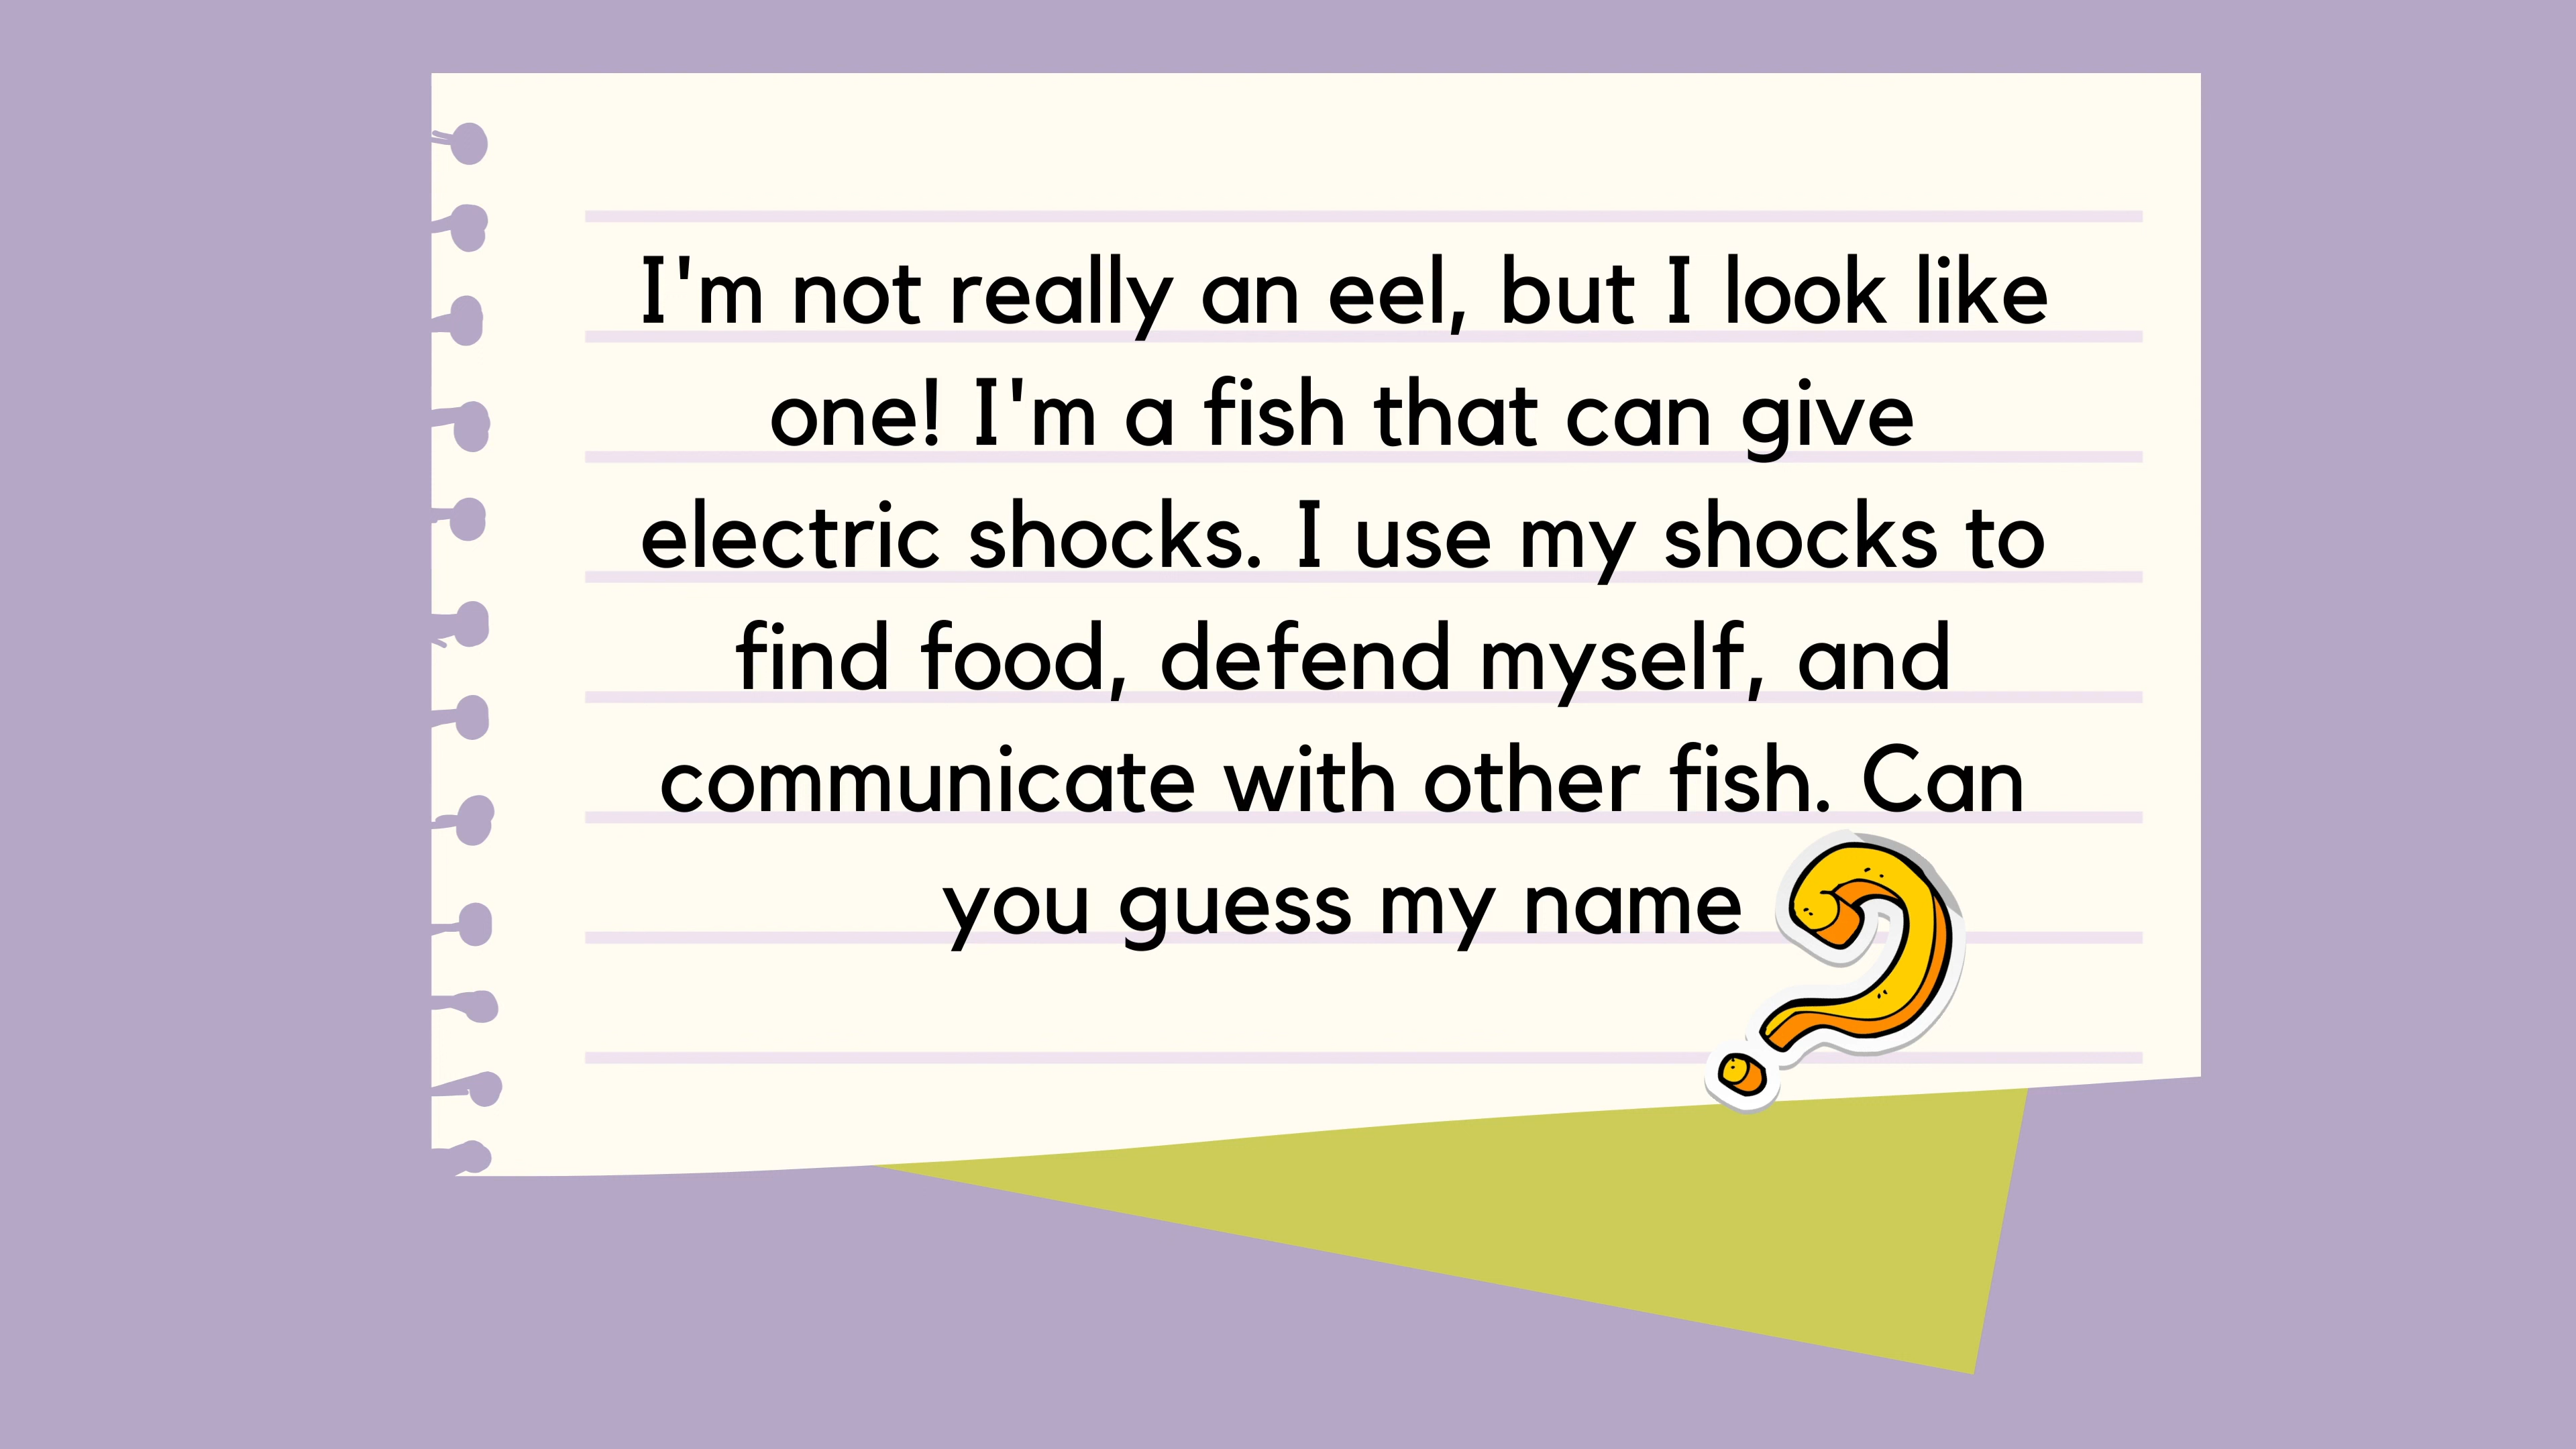 I'm not really an eel, but I look like
one! I'm a fish that can give
electric shocks. I use my shocks to
find food, defend myself, and
communicate with other fish. Can
you guess my name ?